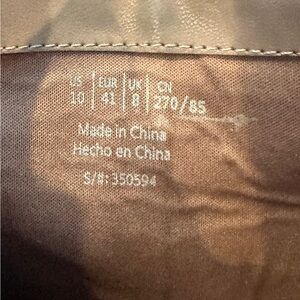 US EUR UK CN
10 41 8 270/85
Made in China
Hecho en China
S/#: 350594